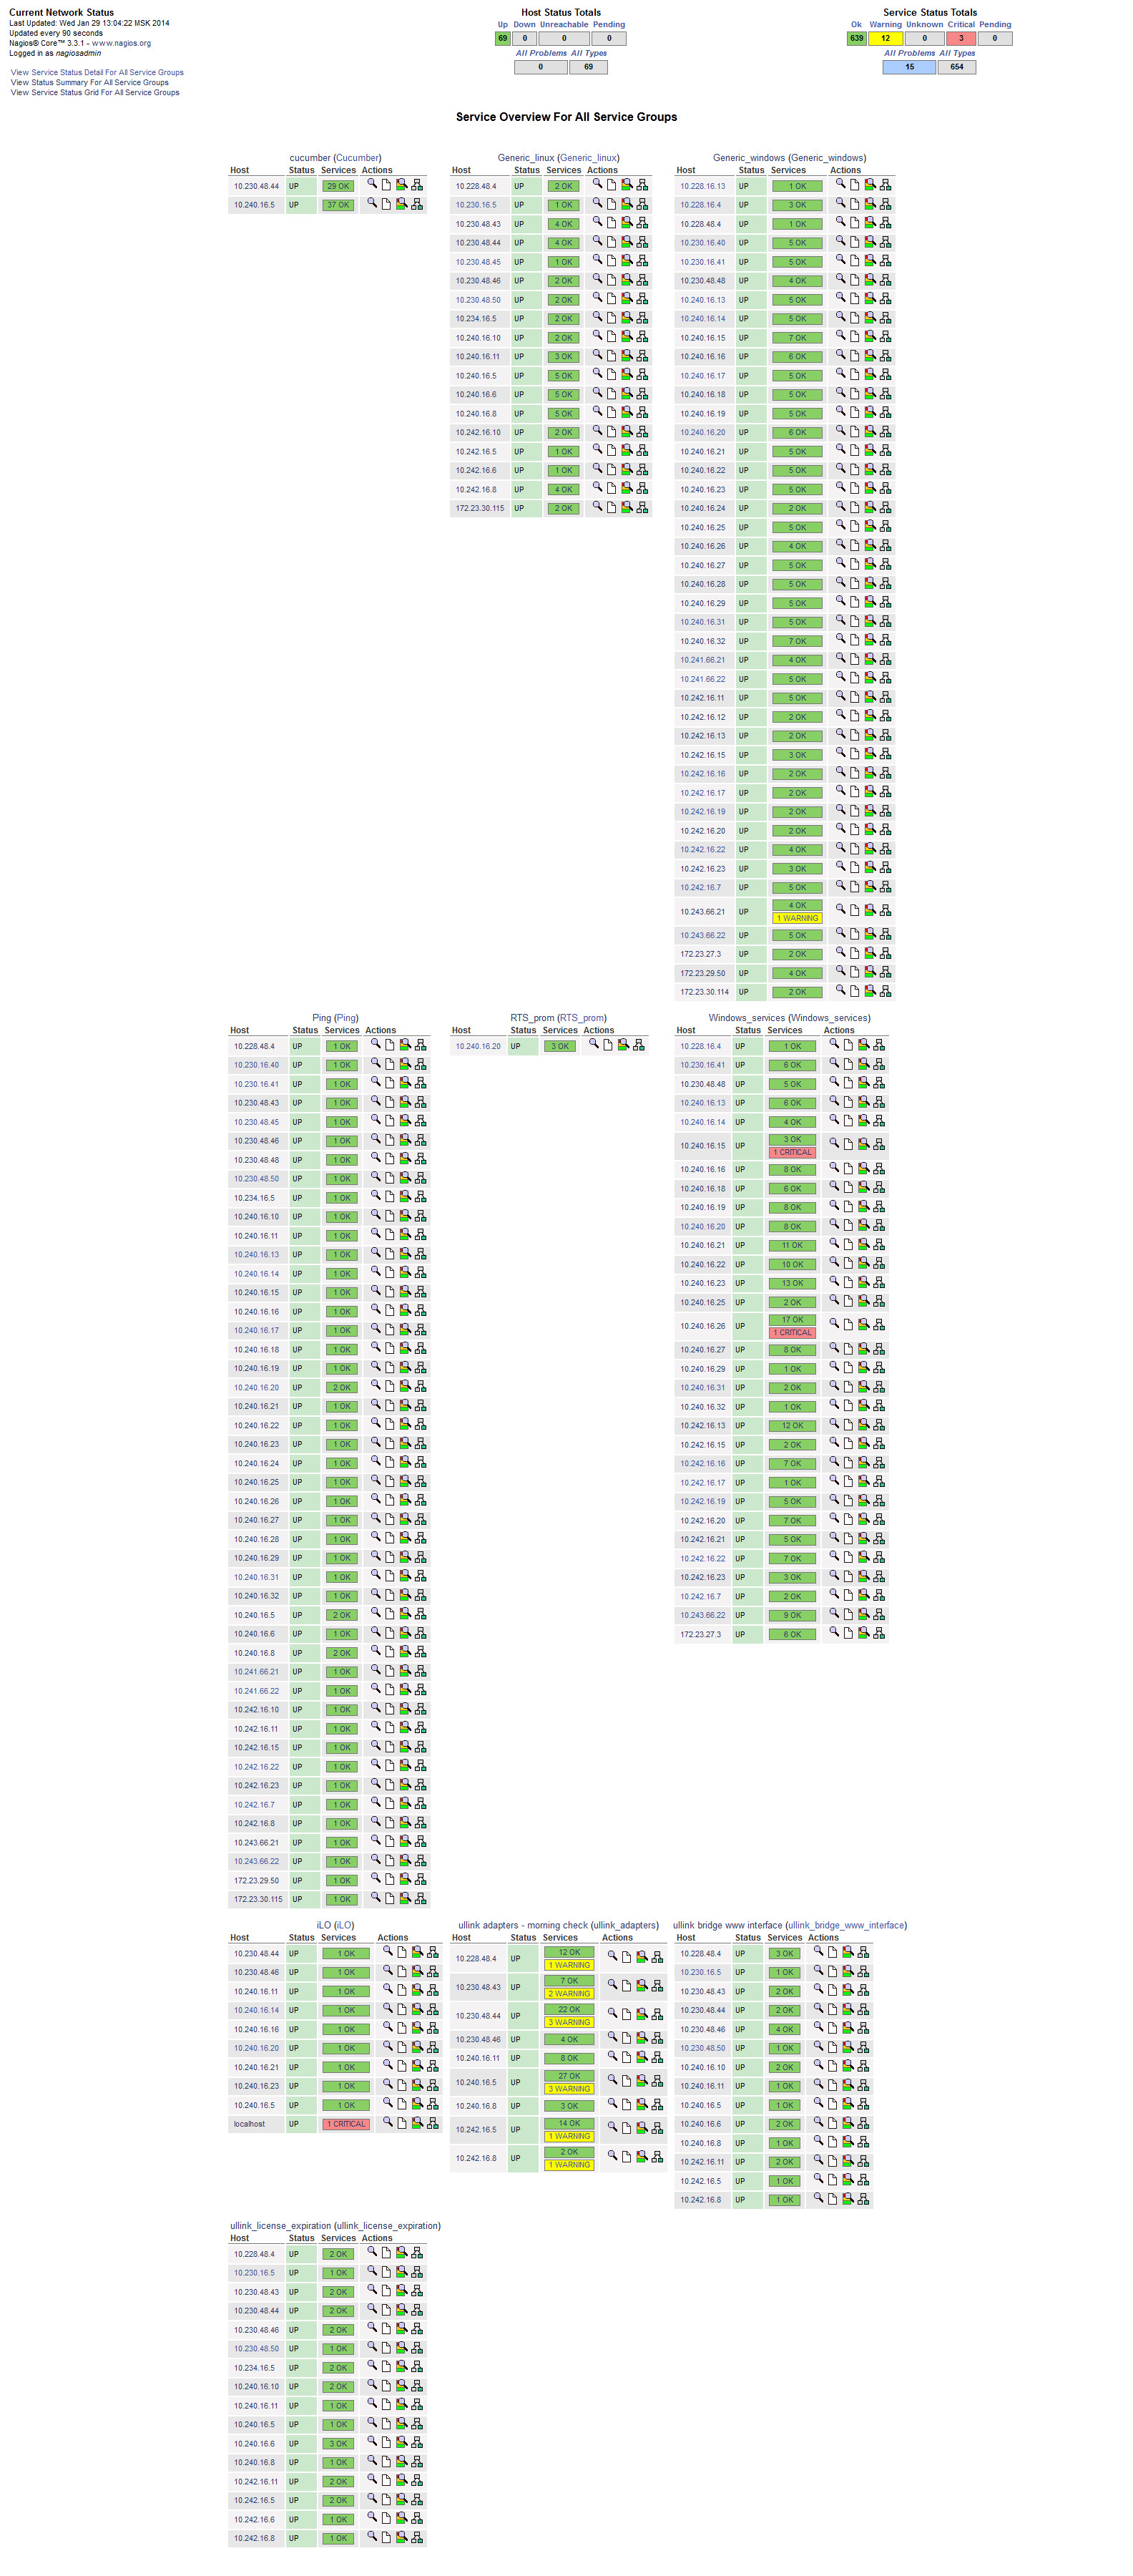 Current Network Status
Last Updated: Wed Jan 29 13:04:22 MSK 2014
Updated every 90 seconds
Nagios® Core™ 3.3.1 - www.nagios.org
Logged in as nagiosadmin
View Service Status Detail For All Service Groups
View Status Summary For All Service Groups
View Service Status Grid For All Service Groups
Host Status Totals
Up Down Unreachable Pending
69 0 0 0
All Problems All Types
0 69
Service Status Totals
Ok Warning Unknown Critical Pending
639 12 0 3 0
All Problems All Types
15 654
Service Overview For All Service Groups
cucumber (Cucumber)
Host Status Services Actions
10.230.48.44 UP 29 OK
10.240.16.5 UP 37 OK
Generic_linux (Generic_linux)
Host Status Services Actions
10.228.48.4 UP 2 OK
10.230.16.5 UP 1 OK
10.230.48.43 UP 4 OK
10.230.48.44 UP 4 OK
10.230.48.45 UP 1 OK
10.230.48.46 UP 2 OK
10.230.48.50 UP 2 OK
10.234.16.5 UP 2 OK
10.240.16.10 UP 2 OK
10.240.16.11 UP 3 OK
10.240.16.5 UP 5 OK
10.240.16.6 UP 5 OK
10.240.16.8 UP 5 OK
10.242.16.10 UP 2 OK
10.242.16.5 UP 1 OK
10.242.16.6 UP 1 OK
10.242.16.8 UP 4 OK
172.23.30.115 UP 2 OK
Generic_windows (Generic_windows)
Host Status Services Actions
10.228.16.13 UP 1 OK
10.228.16.4 UP 3 OK
10.228.48.4 UP 1 OK
10.230.16.40 UP 5 OK
10.230.16.41 UP 5 OK
10.230.48.48 UP 4 OK
10.240.16.13 UP 5 OK
10.240.16.14 UP 5 OK
10.240.16.15 UP 7 OK
10.240.16.16 UP 6 OK
10.240.16.17 UP 5 OK
10.240.16.18 UP 5 OK
10.240.16.19 UP 5 OK
10.240.16.20 UP 6 OK
10.240.16.21 UP 5 OK
10.240.16.22 UP 5 OK
10.240.16.23 UP 5 OK
10.240.16.24 UP 2 OK
10.240.16.25 UP 5 OK
10.240.16.26 UP 4 OK
10.240.16.27 UP 5 OK
10.240.16.28 UP 5 OK
10.240.16.29 UP 5 OK
10.240.16.31 UP 5 OK
10.240.16.32 UP 7 OK
10.241.66.21 UP 4 OK
10.241.66.22 UP 5 OK
10.242.16.11 UP 5 OK
10.242.16.12 UP 2 OK
10.242.16.13 UP 2 OK
10.242.16.15 UP 3 OK
10.242.16.16 UP 2 OK
10.242.16.17 UP 2 OK
10.242.16.19 UP 2 OK
10.242.16.20 UP 2 OK
10.242.16.22 UP 4 OK
10.242.16.23 UP 3 OK
10.242.16.7 UP 5 OK
10.243.66.21 UP 4 OK
1 WARNING
10.243.66.22 UP 5 OK
172.23.27.3 UP 2 OK
172.23.29.50 UP 4 OK
172.23.30.114 UP 2 OK
Ping (Ping)
Host Status Services Actions
10.228.48.4 UP 1 OK
10.230.16.40 UP 1 OK
10.230.16.41 UP 1 OK
10.230.48.43 UP 1 OK
10.230.48.45 UP 1 OK
10.230.48.46 UP 1 OK
10.230.48.48 UP 1 OK
10.230.48.50 UP 1 OK
10.234.16.5 UP 1 OK
10.240.16.10 UP 1 OK
10.240.16.11 UP 1 OK
10.240.16.13 UP 1 OK
10.240.16.14 UP 1 OK
10.240.16.15 UP 1 OK
10.240.16.16 UP 1 OK
10.240.16.17 UP 1 OK
10.240.16.18 UP 1 OK
10.240.16.19 UP 1 OK
10.240.16.20 UP 2 OK
10.240.16.21 UP 1 OK
10.240.16.22 UP 1 OK
10.240.16.23 UP 1 OK
10.240.16.24 UP 1 OK
10.240.16.25 UP 1 OK
10.240.16.26 UP 1 OK
10.240.16.27 UP 1 OK
10.240.16.28 UP 1 OK
10.240.16.29 UP 1 OK
10.240.16.31 UP 1 OK
10.240.16.32 UP 1 OK
10.240.16.5 UP 2 OK
10.240.16.6 UP 1 OK
10.240.16.8 UP 2 OK
10.241.66.21 UP 1 OK
10.241.66.22 UP 1 OK
10.242.16.10 UP 1 OK
10.242.16.11 UP 1 OK
10.242.16.15 UP 1 OK
10.242.16.22 UP 1 OK
10.242.16.23 UP 1 OK
10.242.16.7 UP 1 OK
10.242.16.8 UP 1 OK
10.243.66.21 UP 1 OK
10.243.66.22 UP 1 OK
172.23.29.50 UP 1 OK
172.23.30.115 UP 1 OK
RTS_prom (RTS_prom)
Host Status Services Actions
10.240.16.20 UP 3 OK
Windows_services (Windows_services)
Host Status Services Actions
10.228.16.4 UP 1 OK
10.230.16.41 UP 6 OK
10.230.48.48 UP 5 OK
10.240.16.13 UP 6 OK
10.240.16.14 UP 4 OK
10.240.16.15 UP 3 OK
1 CRITICAL
10.240.16.16 UP 8 OK
10.240.16.18 UP 6 OK
10.240.16.19 UP 8 OK
10.240.16.20 UP 8 OK
10.240.16.21 UP 11 OK
10.240.16.22 UP 10 OK
10.240.16.23 UP 13 OK
10.240.16.25 UP 2 OK
10.240.16.26 UP 17 OK
1 CRITICAL
10.240.16.27 UP 8 OK
10.240.16.29 UP 1 OK
10.240.16.31 UP 2 OK
10.240.16.32 UP 1 OK
10.242.16.13 UP 12 OK
10.242.16.15 UP 2 OK
10.242.16.16 UP 7 OK
10.242.16.17 UP 1 OK
10.242.16.19 UP 5 OK
10.242.16.20 UP 7 OK
10.242.16.21 UP 5 OK
10.242.16.22 UP 7 OK
10.242.16.23 UP 3 OK
10.242.16.7 UP 2 OK
10.243.66.22 UP 9 OK
172.23.27.3 UP 6 OK
iLO (iLO)
Host Status Services Actions
10.230.48.44 UP 1 OK
10.230.48.46 UP 1 OK
10.240.16.11 UP 1 OK
10.240.16.14 UP 1 OK
10.240.16.16 UP 1 OK
10.240.16.20 UP 1 OK
10.240.16.21 UP 1 OK
10.240.16.23 UP 1 OK
10.240.16.5 UP 1 OK
localhost UP 1 CRITICAL
ullink adapters - morning check (ullink_adapters)
Host Status Services Actions
10.228.48.4 UP 12 OK
1 WARNING
10.230.48.43 UP 7 OK
2 WARNING
10.230.48.44 UP 22 OK
3 WARNING
10.230.48.46 UP 4 OK
10.240.16.11 UP 8 OK
10.240.16.5 UP 27 OK
3 WARNING
10.240.16.8 UP 3 OK
10.242.16.5 UP 14 OK
1 WARNING
10.242.16.8 UP 2 OK
1 WARNING
ullink bridge www interface (ullink_bridge_www_interface)
Host Status Services Actions
10.228.48.4 UP 3 OK
10.230.16.5 UP 1 OK
10.230.48.43 UP 2 OK
10.230.48.44 UP 2 OK
10.230.48.46 UP 4 OK
10.230.48.50 UP 1 OK
10.240.16.10 UP 2 OK
10.240.16.11 UP 1 OK
10.240.16.5 UP 1 OK
10.240.16.6 UP 2 OK
10.240.16.8 UP 1 OK
10.242.16.11 UP 2 OK
10.242.16.5 UP 1 OK
10.242.16.8 UP 1 OK
ullink_license_expiration (ullink_license_expiration)
Host Status Services Actions
10.228.48.4 UP 2 OK
10.230.16.5 UP 1 OK
10.230.48.43 UP 2 OK
10.230.48.44 UP 2 OK
10.230.48.46 UP 2 OK
10.230.48.50 UP 1 OK
10.234.16.5 UP 2 OK
10.240.16.10 UP 2 OK
10.240.16.11 UP 1 OK
10.240.16.5 UP 1 OK
10.240.16.6 UP 3 OK
10.240.16.8 UP 1 OK
10.242.16.11 UP 2 OK
10.242.16.5 UP 2 OK
10.242.16.6 UP 1 OK
10.242.16.8 UP 1 OK